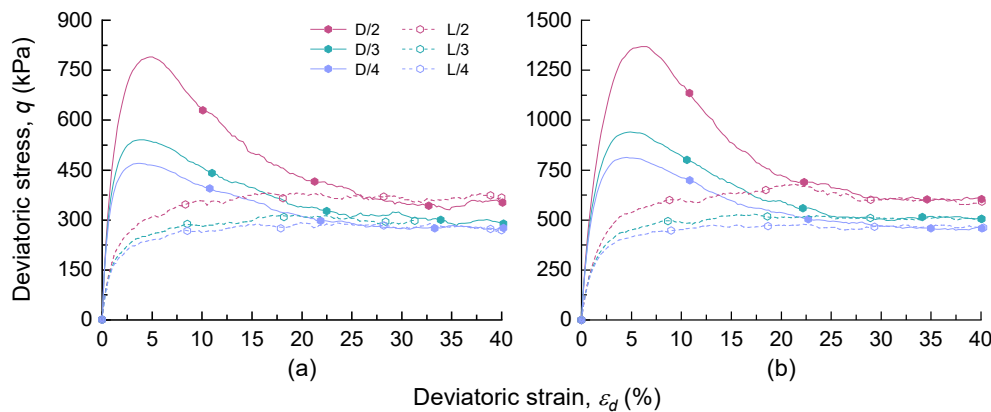 900
750
600
450
300
150
0
0 5 10 15 20 25 30 35 40
Deviatoric stress, q (kPa)
D/2 L/2
D/3 L/3
D/4 L/4
(a)
1500
1250
1000
750
500
250
0
0 5 10 15 20 25 30 35 40
(b)
Deviatoric strain, ε_d (%)